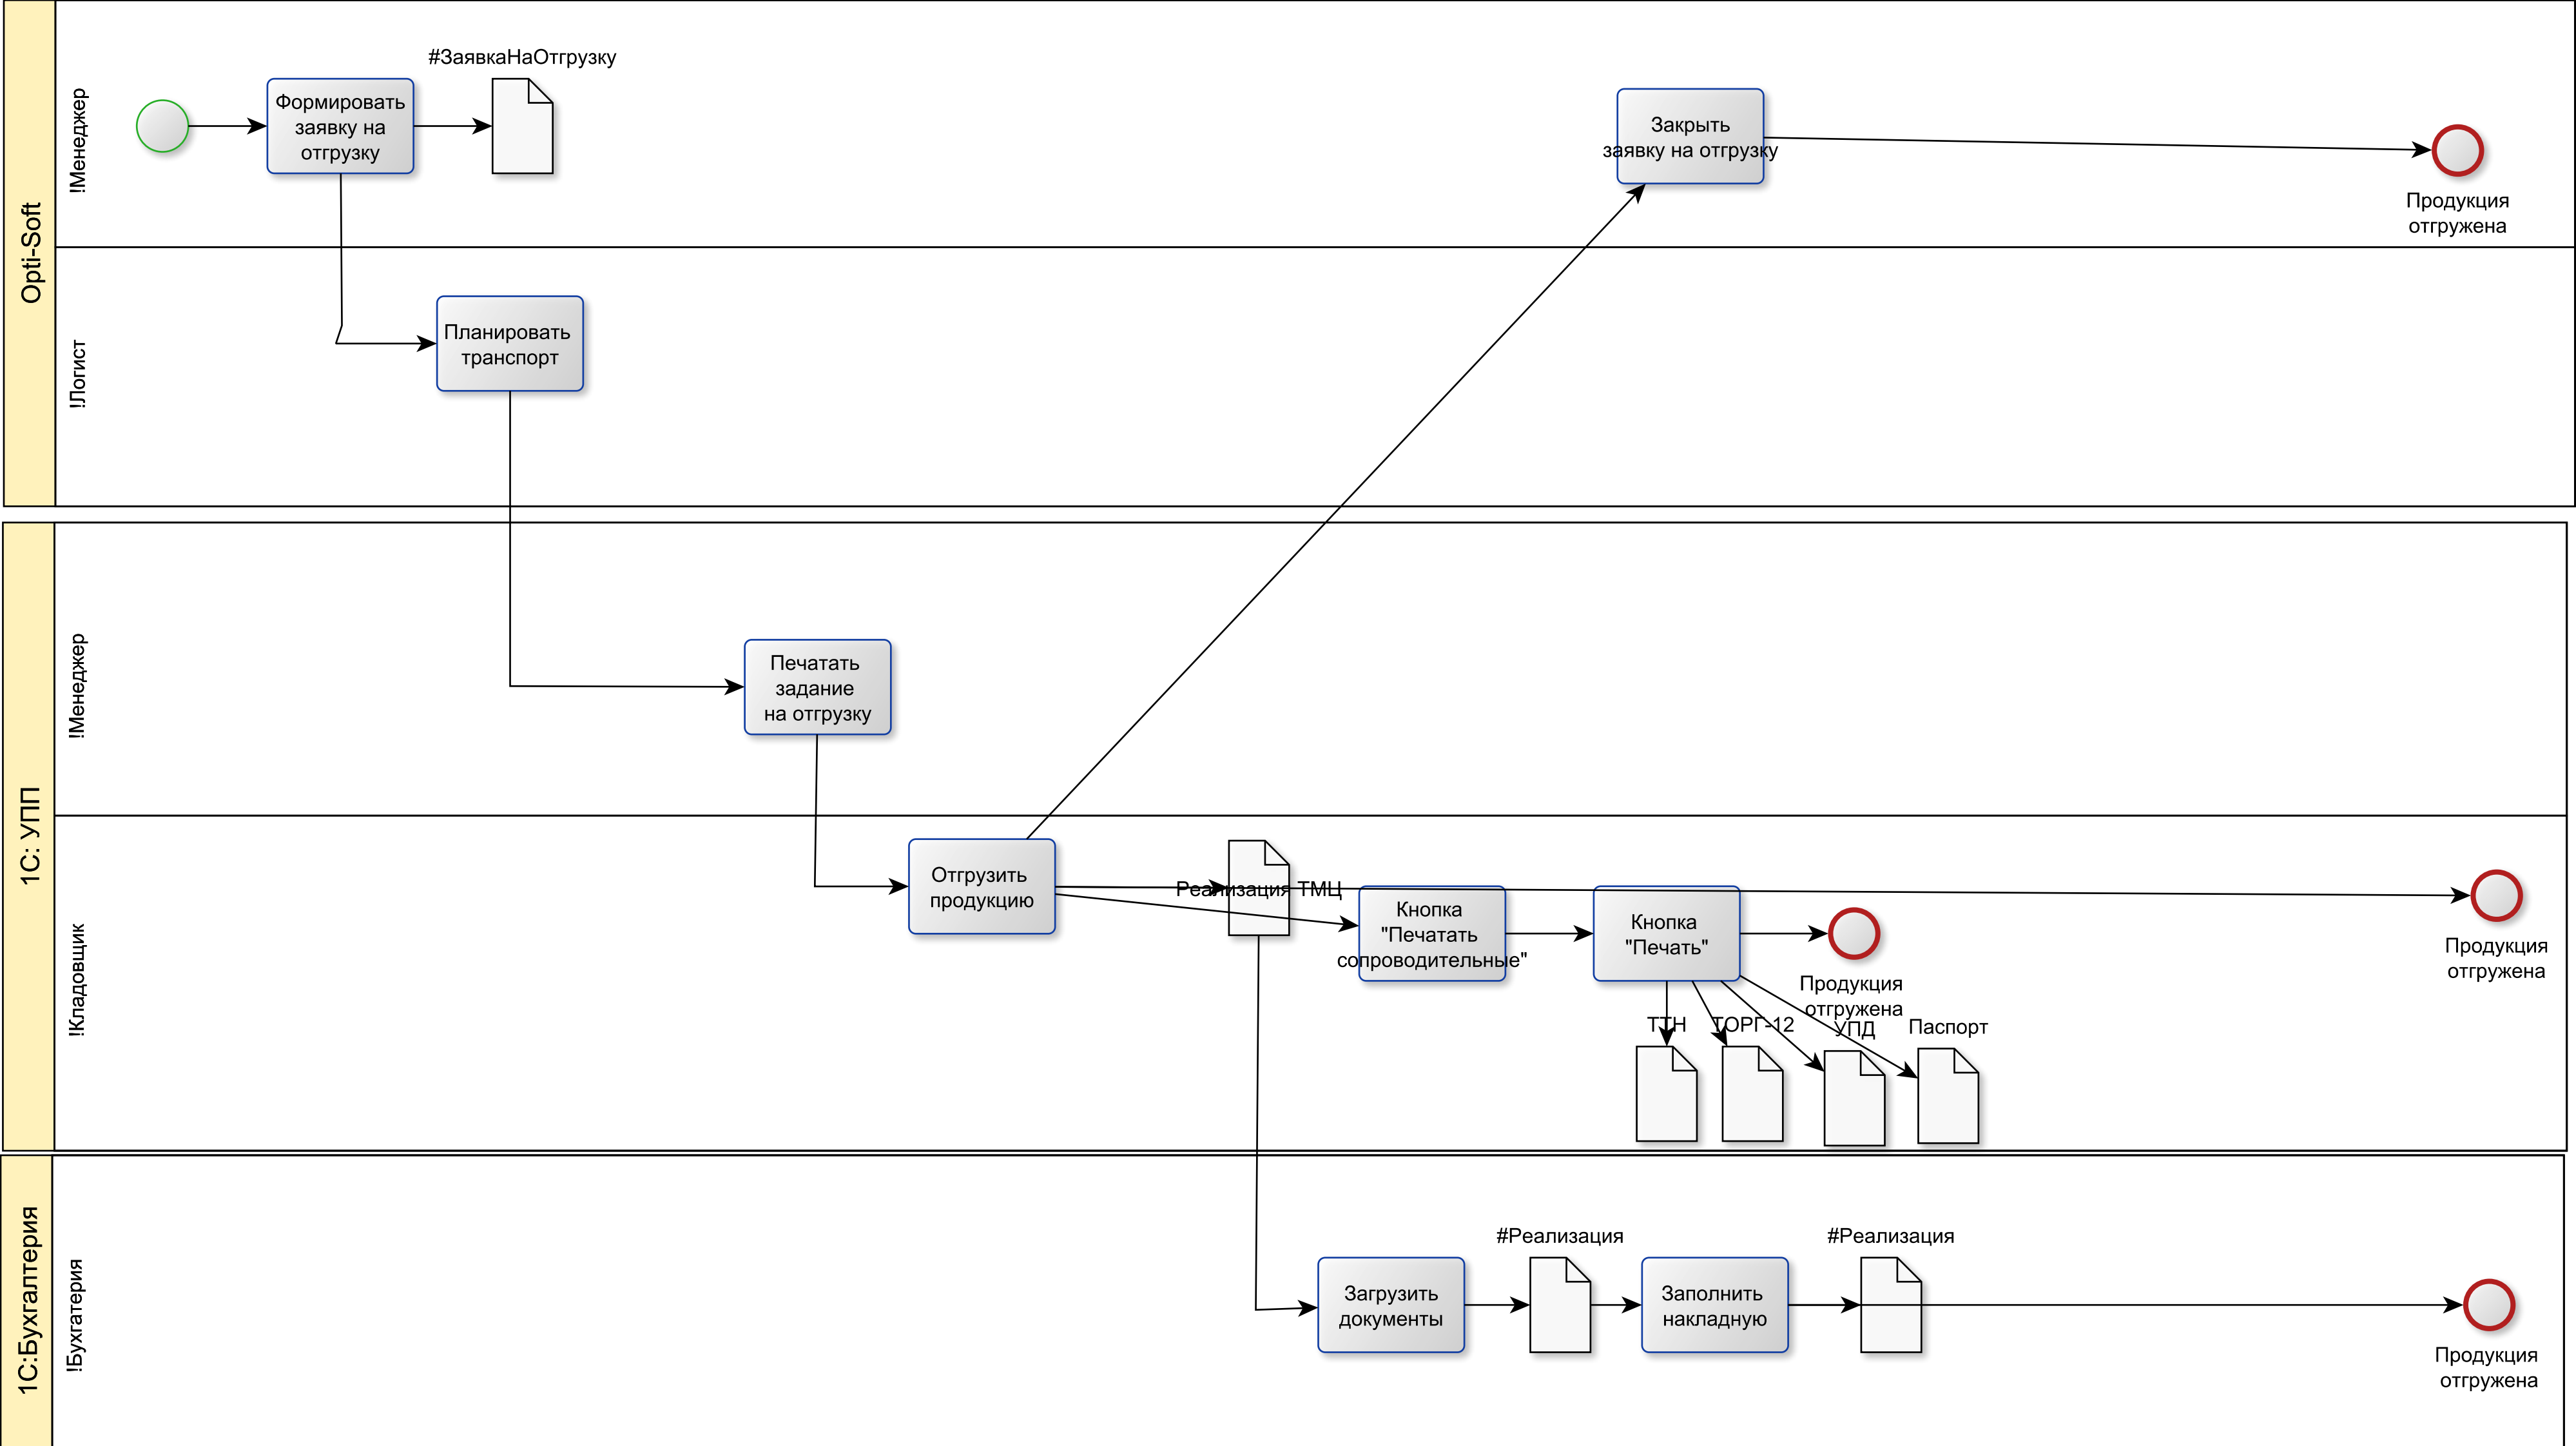 Opti-Soft
!Менеджер
#ЗаявкаНаОтгрузку
Формировать
заявку на
отгрузку
Закрыть
заявку на отгрузку
Продукция
отгружена
!Логист
Планировать
транспорт
1С: УПП
!Менеджер
Печатать
задание
на отгрузку
!Кладовщик
Отгрузить
продукцию
Реализация ТМЦ
Кнопка
"Печатать
сопроводительные"
Кнопка
"Печать"
Продукция
отгружена
Продукция
отгружена
ТТН
ТОРГ-12
УПД
Паспорт
1С:Бухгалтерия
!Бухгатерия
Загрузить
документы
#Реализация
Заполнить
накладную
#Реализация
Продукция
отгружена